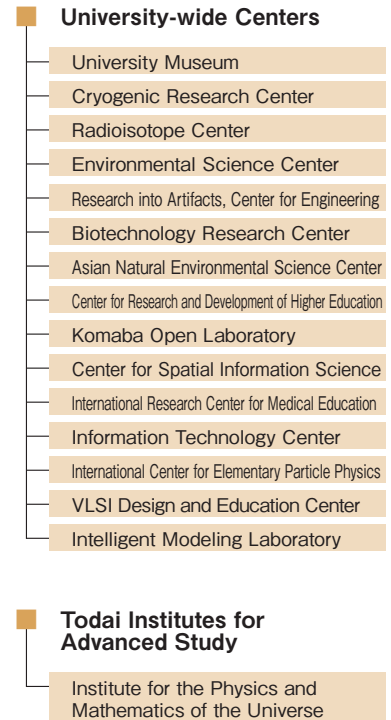 University-wide Centers
University Museum
Cryogenic Research Center
Radioisotope Center
Environmental Science Center
Research into Artifacts, Center for Engineering
Biotechnology Research Center
Asian Natural Environmental Science Center
Center for Research and Development of Higher Education
Komaba Open Laboratory
Center for Spatial Information Science
International Research Center for Medical Education
Information Technology Center
International Center for Elementary Particle Physics
VLSI Design and Education Center
Intelligent Modeling Laboratory
Todai Institutes for
Advanced Study
Institute for the Physics and
Mathematics of the Universe